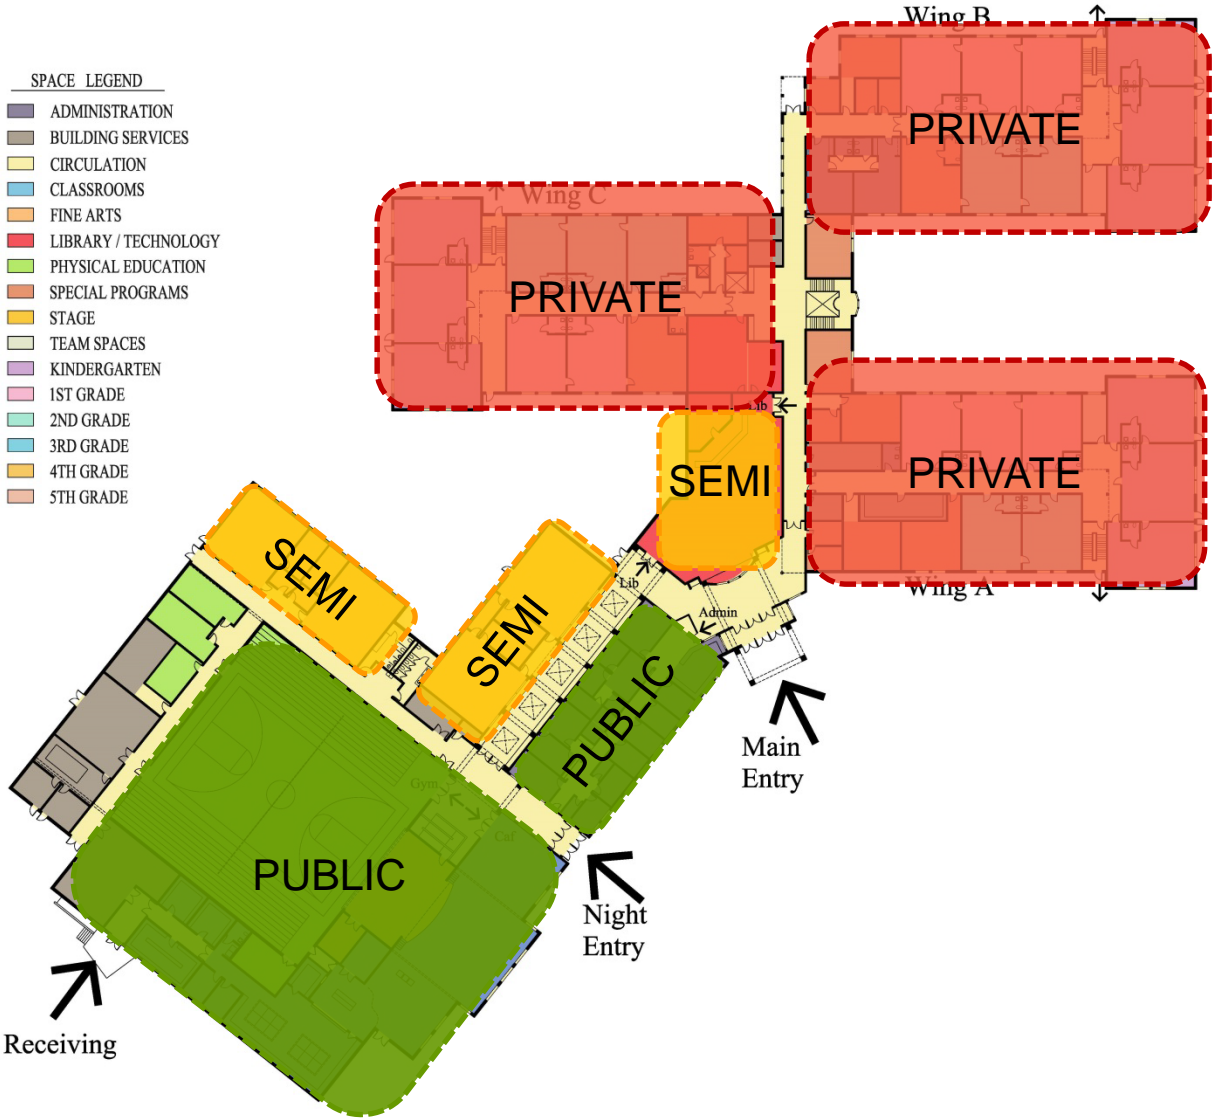 Wing B
SPACE LEGEND
ADMINISTRATION
BUILDING SERVICES
CIRCULATION
CLASSROOMS
FINE ARTS
LIBRARY / TECHNOLOGY
PHYSICAL EDUCATION
SPECIAL PROGRAMS
STAGE
TEAM SPACES
KINDERGARTEN
1ST GRADE
2ND GRADE
3RD GRADE
4TH GRADE
5TH GRADE
PRIVATE
Wing C
PRIVATE
Lib
SEMI
PRIVATE
Wing A
SEMI
SEMI
Lib
Admin
PUBLIC
Main
Entry
Gym
Caf
PUBLIC
Night
Entry
Receiving